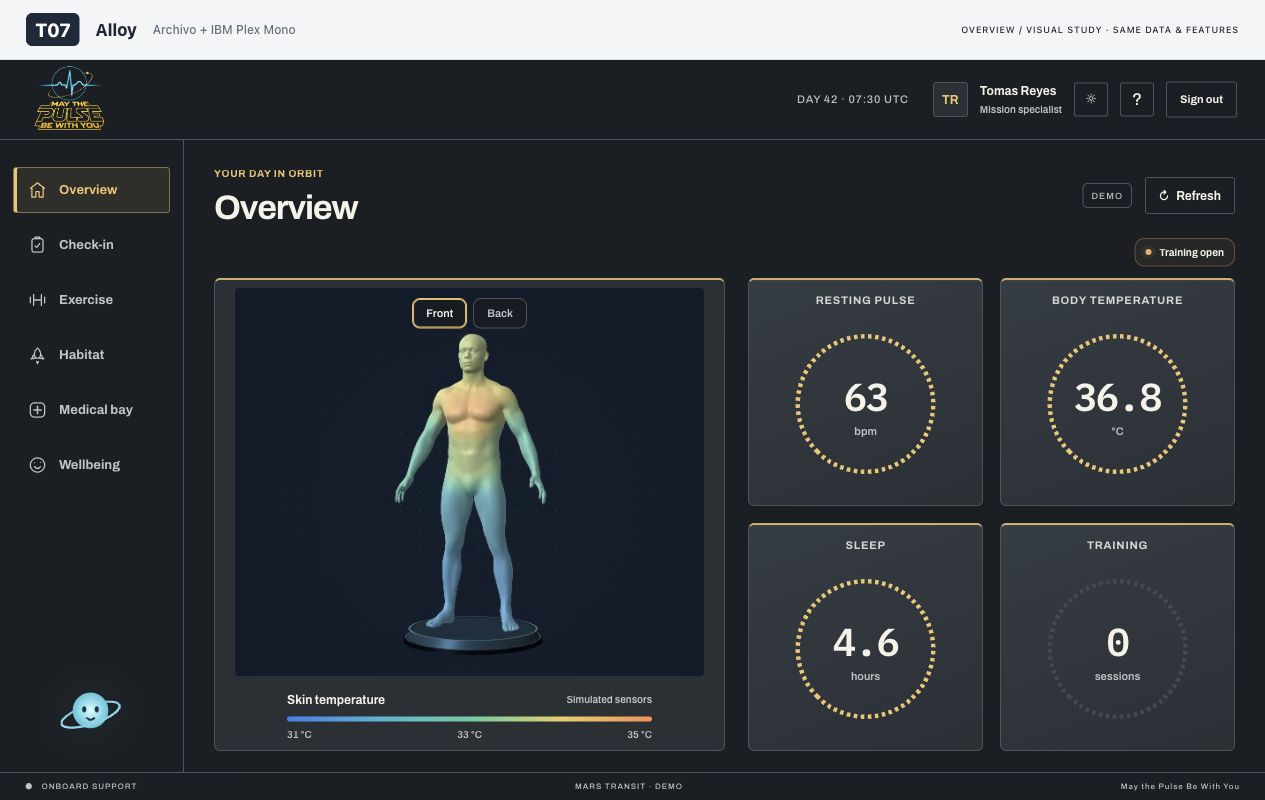 T07 Alloy Archivo + IBM Plex Mono OVERVIEW / VISUAL STUDY · SAME DATA & FEATURES
MAY THE
PULSE
BE WITH YOU
DAY 42 · 07:30 UTC TR Tomas Reyes ? Sign out
Mission specialist
Overview
Check-in
Exercise
Habitat
Medical bay
Wellbeing
YOUR DAY IN ORBIT
Overview
DEMO Refresh
Training open
Front Back
Skin temperature Simulated sensors
31 °C 33 °C 35 °C
RESTING PULSE
63
bpm
BODY TEMPERATURE
36.8
°C
SLEEP
4.6
hours
TRAINING
0
sessions
ONBOARD SUPPORT MARS TRANSIT · DEMO May the Pulse Be With You